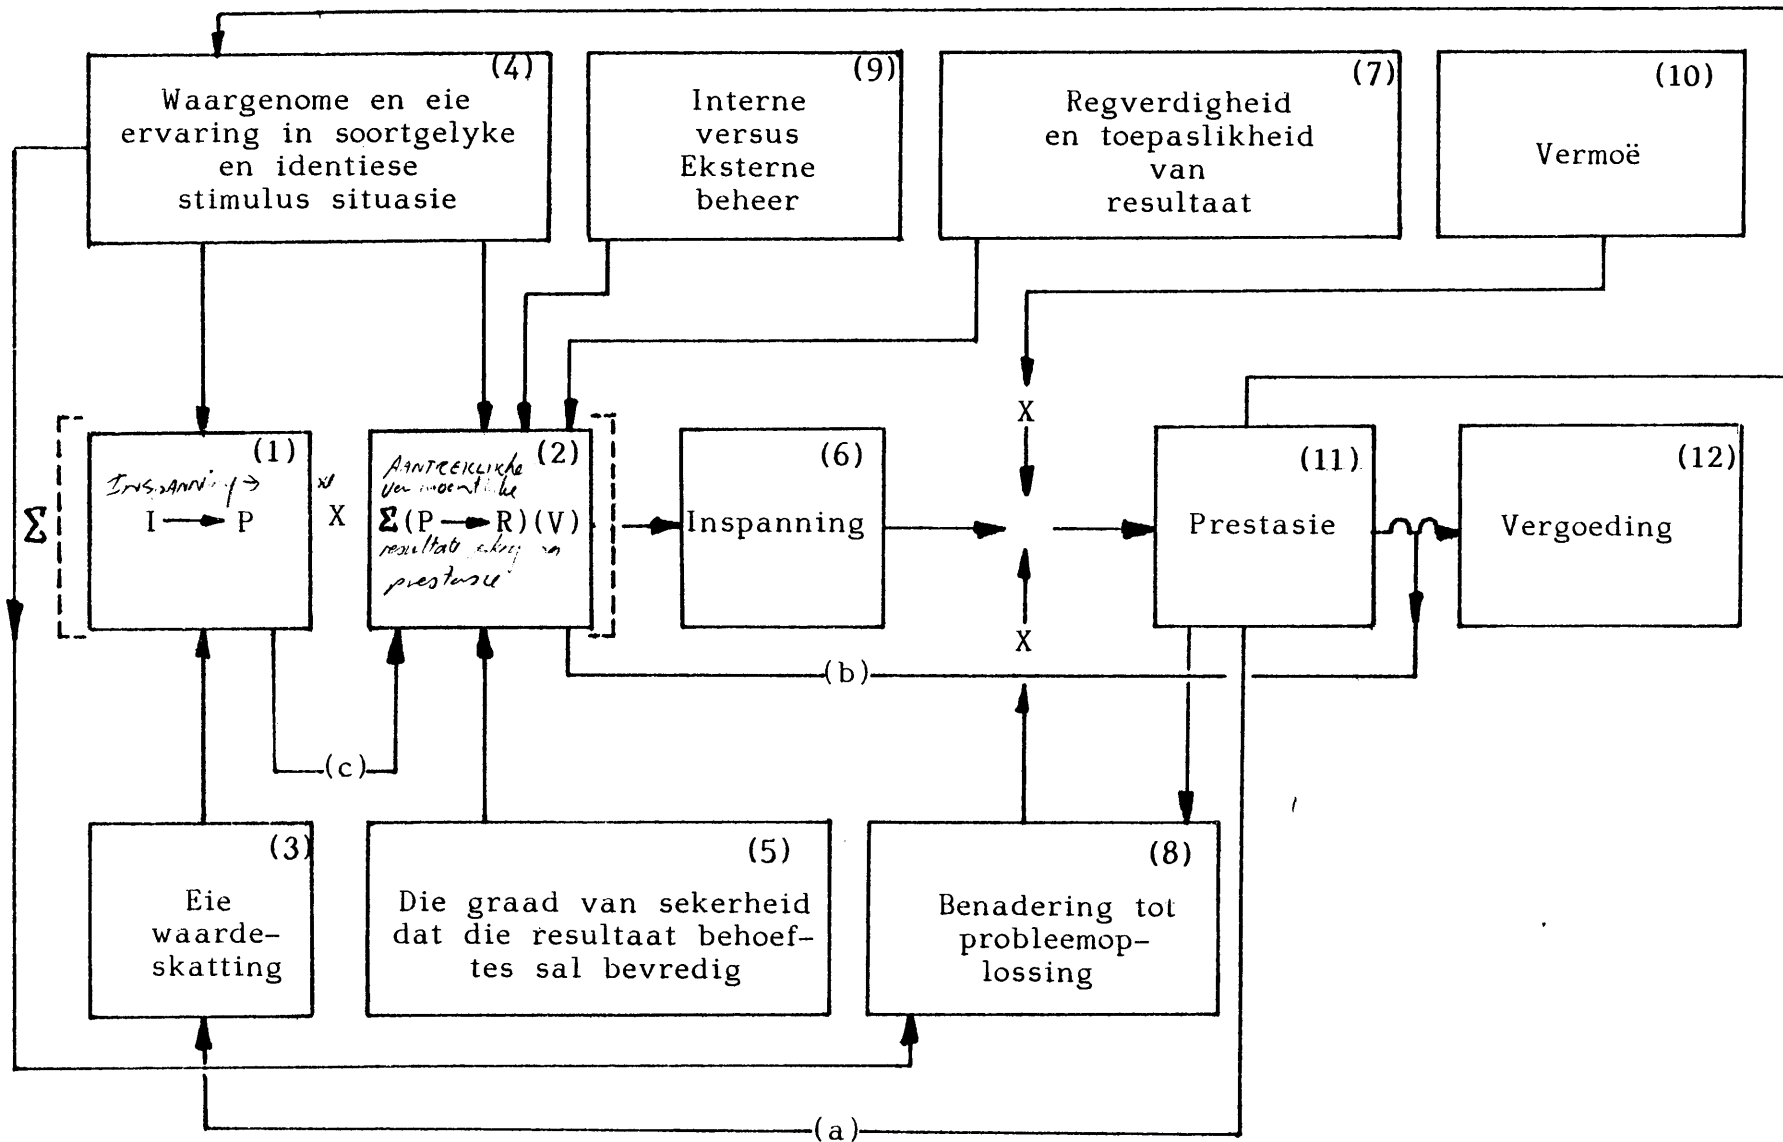 (4)
Waargenome en eie
ervaring in soortgelyke
en identiese
stimulus situasie
(9)
Interne
versus
Eksterne
beheer
(7)
Regverdigheid
en toepaslikheid
van
resultaat
(10)
Vermoë
X
Σ
(1)
I → P
X
(2)
AANTREKLIKHE
Σ(P → R)(V)
prestasie
(6)
Inspanning
(11)
Prestasie
(12)
Vergoeding
X
(b)
(c)
(3)
Eie
waarde-
skatting
(5)
Die graad van sekerheid
dat die resultaat behoef-
tes sal bevredig
(8)
Benadering tot
probleemop-
lossing
(a)